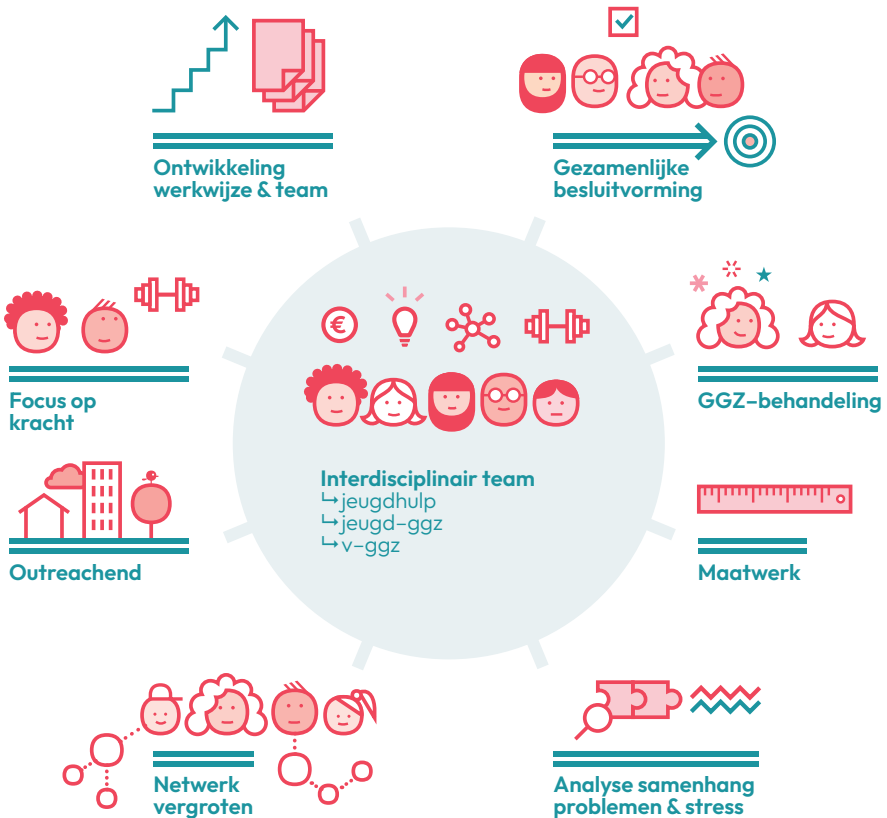 Ontwikkeling
werkwijze & team
Gezamenlijke
besluitvorming
Focus op
kracht
€
GGZ–behandeling
Interdisciplinair team
↳jeugdhulp
↳jeugd–ggz
↳v–ggz
Outreachend
Maatwerk
Netwerk
vergroten
Analyse samenhang
problemen & stress